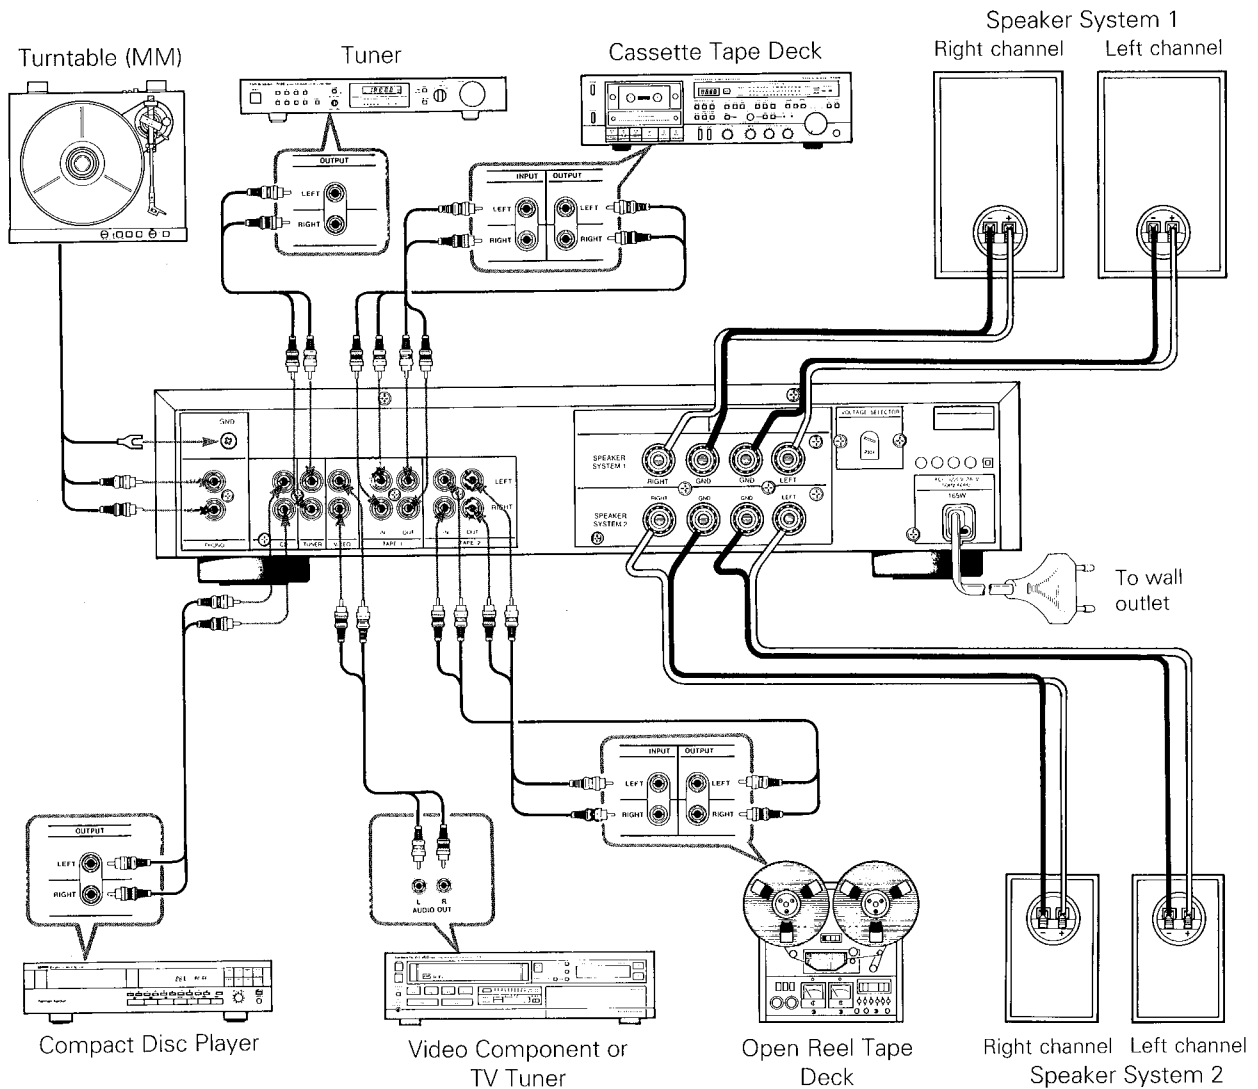 Speaker System 1
Right channel Left channel
Turntable (MM)
Tuner
Cassette Tape Deck
OUTPUT
LEFT
RIGHT
INPUT OUTPUT
LEFT LEFT
RIGHT RIGHT
GND
VOLTAGE SELECTOR
SPEAKER
SYSTEM 1
RIGHT GND GND LEFT
LEFT
RIGHT
SPEAKER
SYSTEM 2
RIGHT GND GND LEFT
165W
PHONO CD TUNER VIDEO IN OUT IN OUT
TAPE 1 TAPE 2
To wall
outlet
INPUT OUTPUT
LEFT LEFT
RIGHT RIGHT
OUTPUT
LEFT
RIGHT
L R
AUDIO OUT
Compact Disc Player
Video Component or
TV Tuner
Open Reel Tape
Deck
Right channel Left channel
Speaker System 2